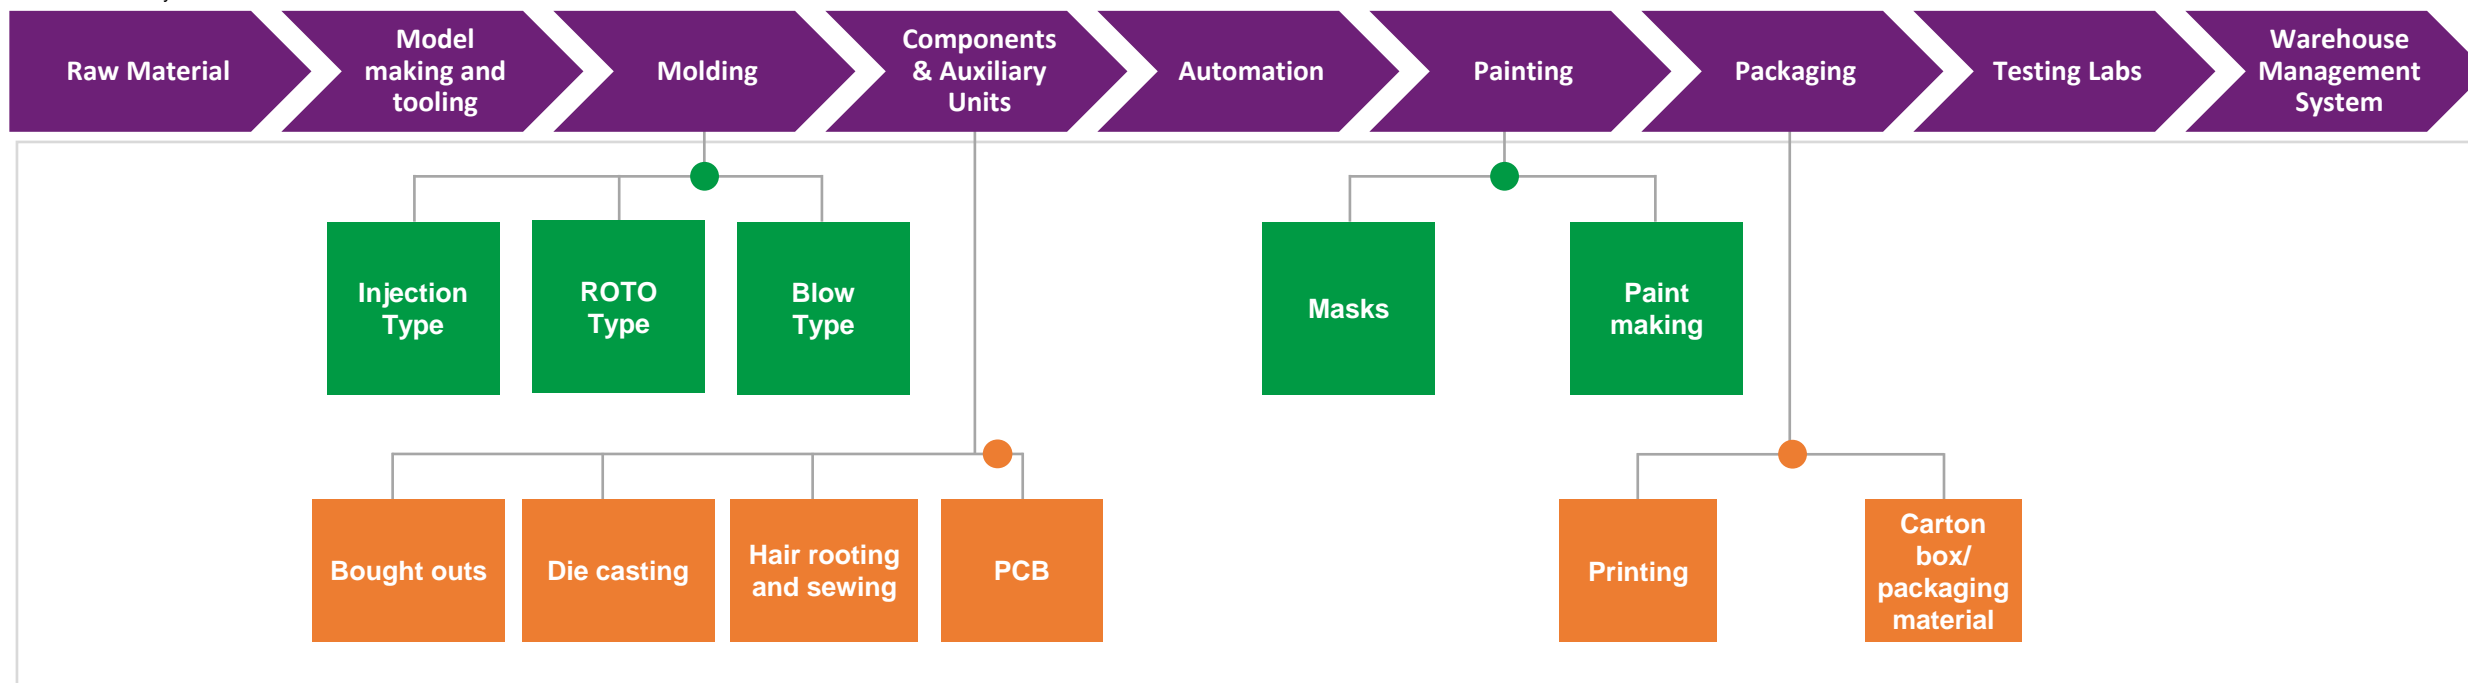 Raw Material
Model
making and
tooling
Molding
Components
& Auxiliary
Units
Automation
Painting
Packaging
Testing Labs
Warehouse
Management
System
Injection
Type
ROTO
Type
Blow
Type
Masks
Paint
making
Bought outs
Die casting
Hair rooting
and sewing
PCB
Printing
Carton
box/
packaging
material